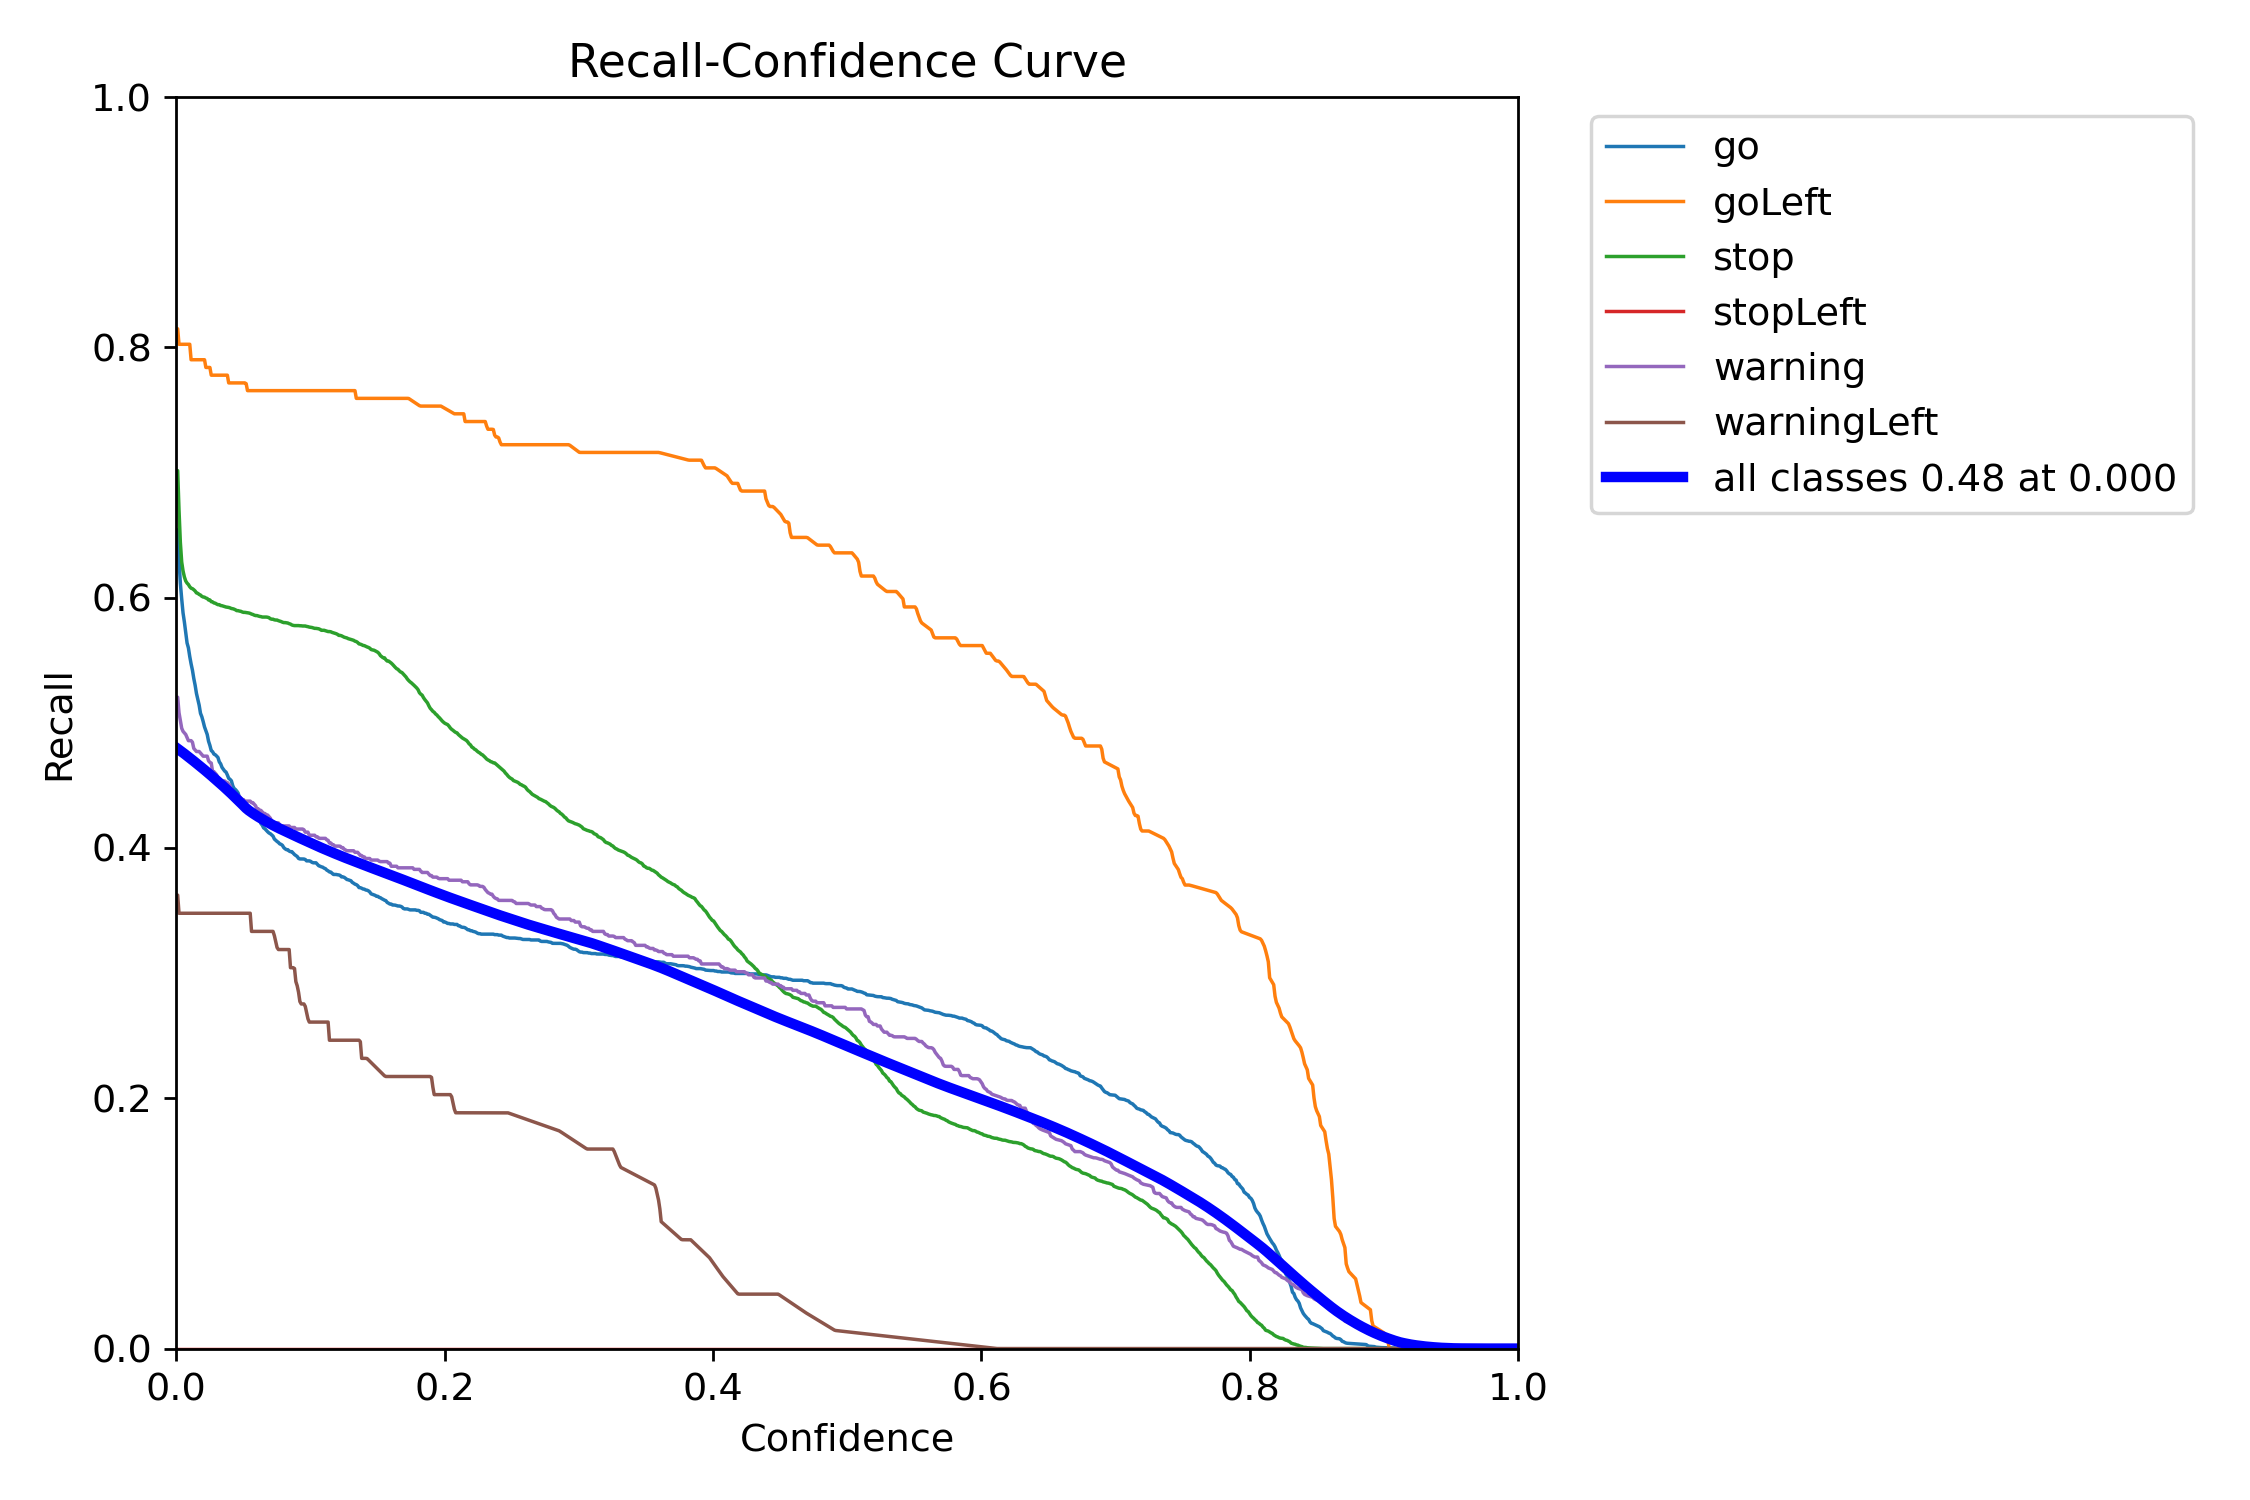 Recall-Confidence Curve
1.0
0.8
0.6
0.4
0.2
0.0
Recall
0.0 0.2 0.4 0.6 0.8 1.0
Confidence
go
goLeft
stop
stopLeft
warning
warningLeft
all classes 0.48 at 0.000